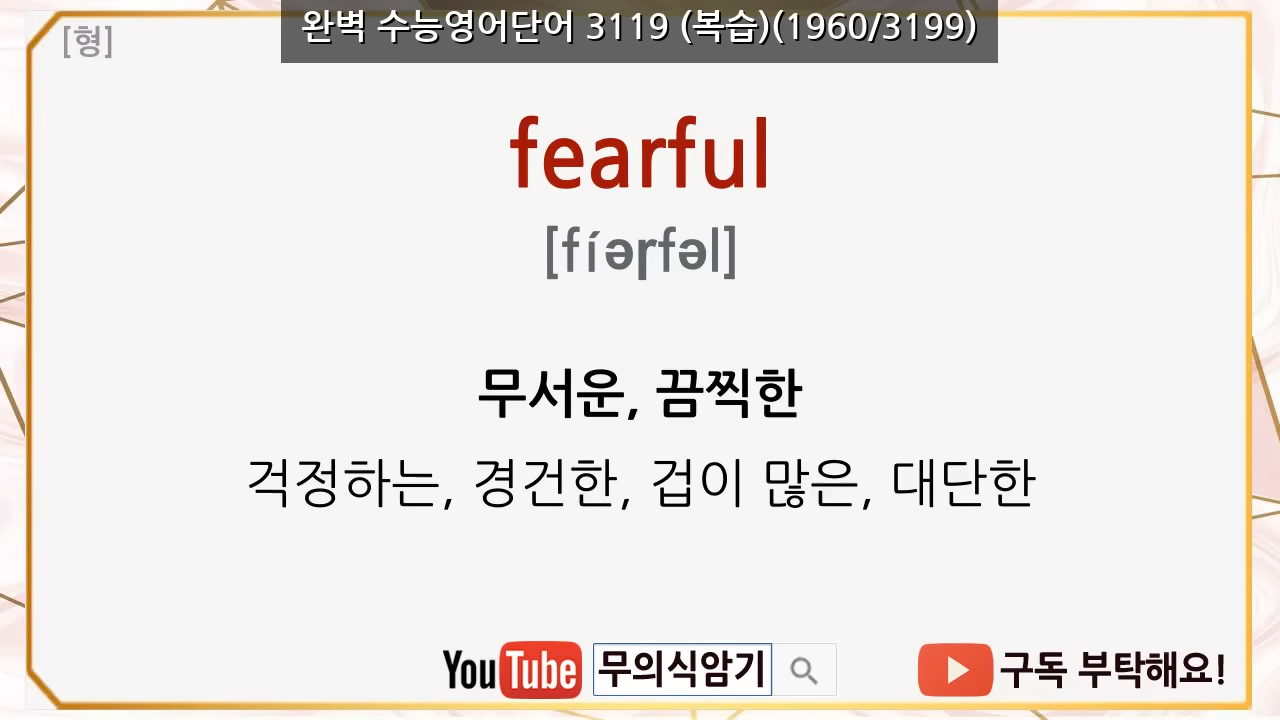 완벽 수능영어단어 3119 (복습)(1960/3199)
[형]
fearful
[fíərfəl]
무서운, 끔찍한
걱정하는, 경건한, 겁이 많은, 대단한
YouTube 무의식암기 구독 부탁해요!